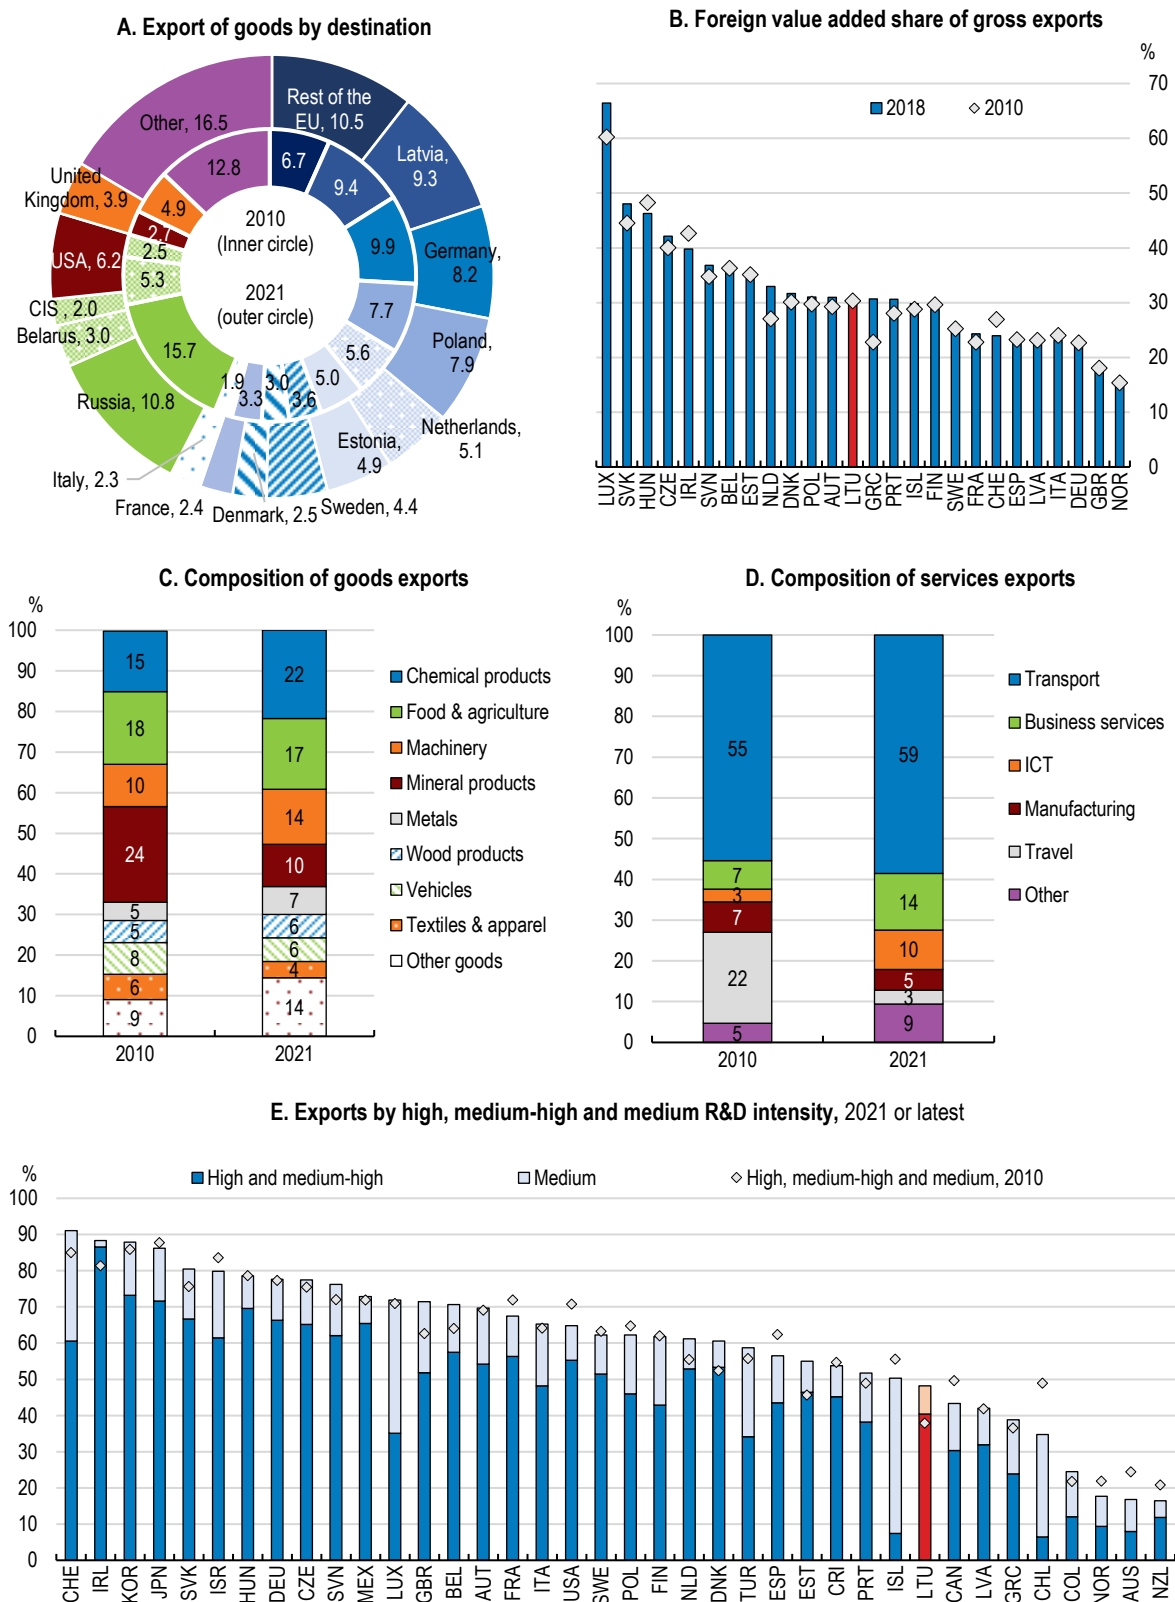 A. Export of goods by destination
Rest of the
EU, 10.5
Other, 16.5
Latvia,
9.3
United
Kingdom, 3.9
Germany,
8.2
USA, 6.2
CIS , 2.0
Belarus, 3.0
Poland,
7.9
Russia, 10.8
Netherlands,
5.1
Estonia,
4.9
Italy, 2.3
France, 2.4
Denmark, 2.5
Sweden, 4.4
6.7
9.4
9.9
7.7
5.6
5.0
3.6
3.0
3.3
1.9
15.7
5.3
2.5
2.1
4.9
12.8
2010
(Inner circle)
2021
(outer circle)
B. Foreign value added share of gross exports
%
2018
2010
70
60
50
40
30
20
10
0
LUX SVK HUN CZE IRL SVN BEL EST NLD DNK POL AUT LTU GRC PRT ISL FIN SWE FRA CHE ESP LVA ITA DEU GBR NOR
C. Composition of goods exports
%
100
90
80
70
60
50
40
30
20
10
0
15
18
10
24
5
5
8
6
9
22
17
14
10
7
6
6
4
14
2010
2021
Chemical products
Food & agriculture
Machinery
Mineral products
Metals
Wood products
Vehicles
Textiles & apparel
Other goods
D. Composition of services exports
%
100
90
80
70
60
50
40
30
20
10
0
55
7
3
7
22
5
59
14
10
5
3
9
2010
2021
Transport
Business services
ICT
Manufacturing
Travel
Other
E. Exports by high, medium-high and medium R&D intensity, 2021 or latest
%
High and medium-high
Medium
High, medium-high and medium, 2010
100
90
80
70
60
50
40
30
20
10
0
CHE IRL KOR JPN SVK ISR HUN DEU CZE SVN MEX LUX GBR BEL AUT FRA ITA USA SWE POL FIN NLD DNK TUR ESP EST CRI PRT ISL LTU CAN LVA GRC CHL COL NOR AUS NZL